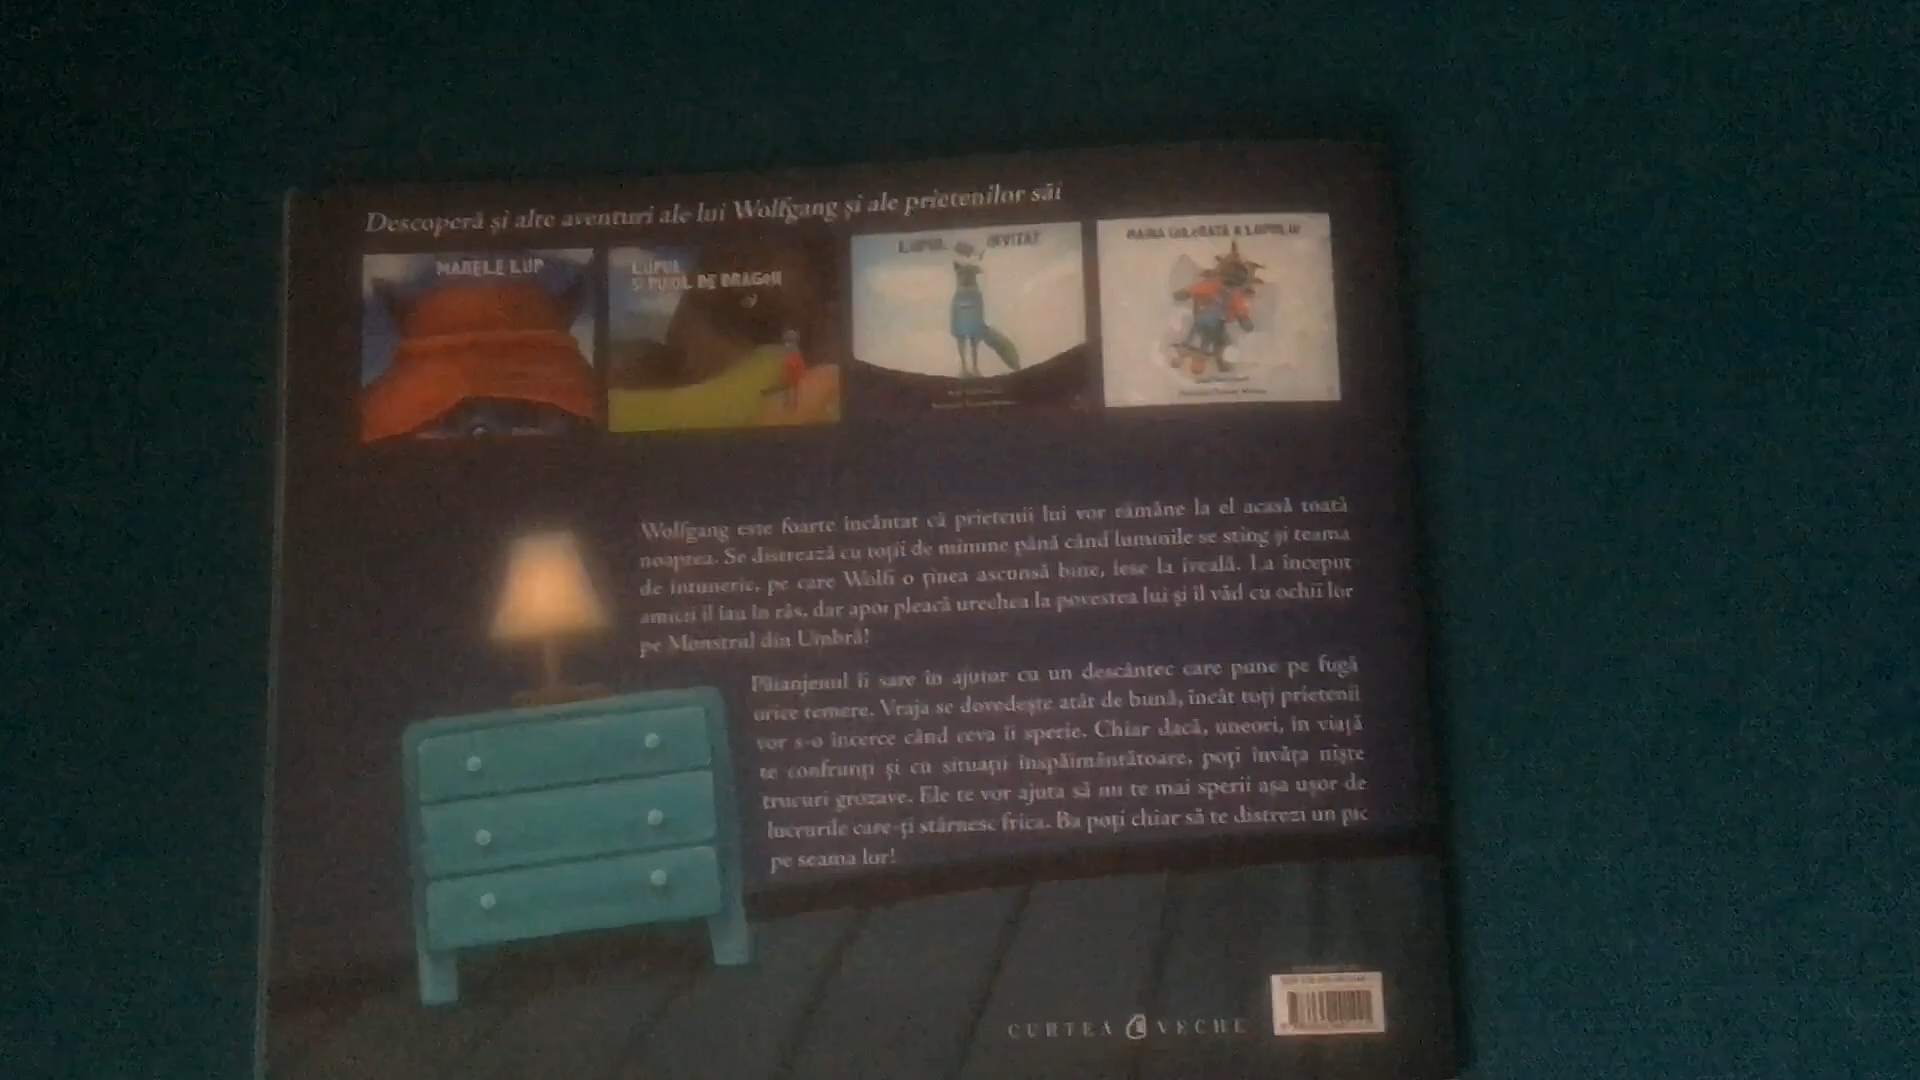 Descoperă și alte aventuri ale lui Wolfgang și ale prietenilor săi
MARELE LUP
LUPUL
ȘI PUIUL DE DRAGON
LUPUL INVITAT
HAINA COLORATĂ A LUPULUI
Wolfgang este foarte încântat că prietenii lui vor rămâne la el acasă toată
noaptea. Se distrează cu toții de minune până când luminile se sting și teama
de întuneric, pe care Wolfi o ținea ascunsă bine, iese la iveală. La început
amicii îl iau în râs, dar apoi pleacă urechea la povestea lui și îl văd cu ochii lor
pe Monstrul din Umbră!
Păianjenul îi sare în ajutor cu un descântec care pune pe fugă
orice temere. Vraja se dovedește atât de bună, încât toți prietenii
vor s-o încerce când ceva îi sperie. Chiar dacă, uneori, în viață
te confrunți și cu situații înspăimântătoare, poți învăța niște
trucuri grozave. Ele te vor ajuta să nu te mai sperii așa ușor de
lucrurile care-ți stârnesc frica. Ba poți chiar să te distrezi un pic
pe seama lor!
CURTEA VECHE